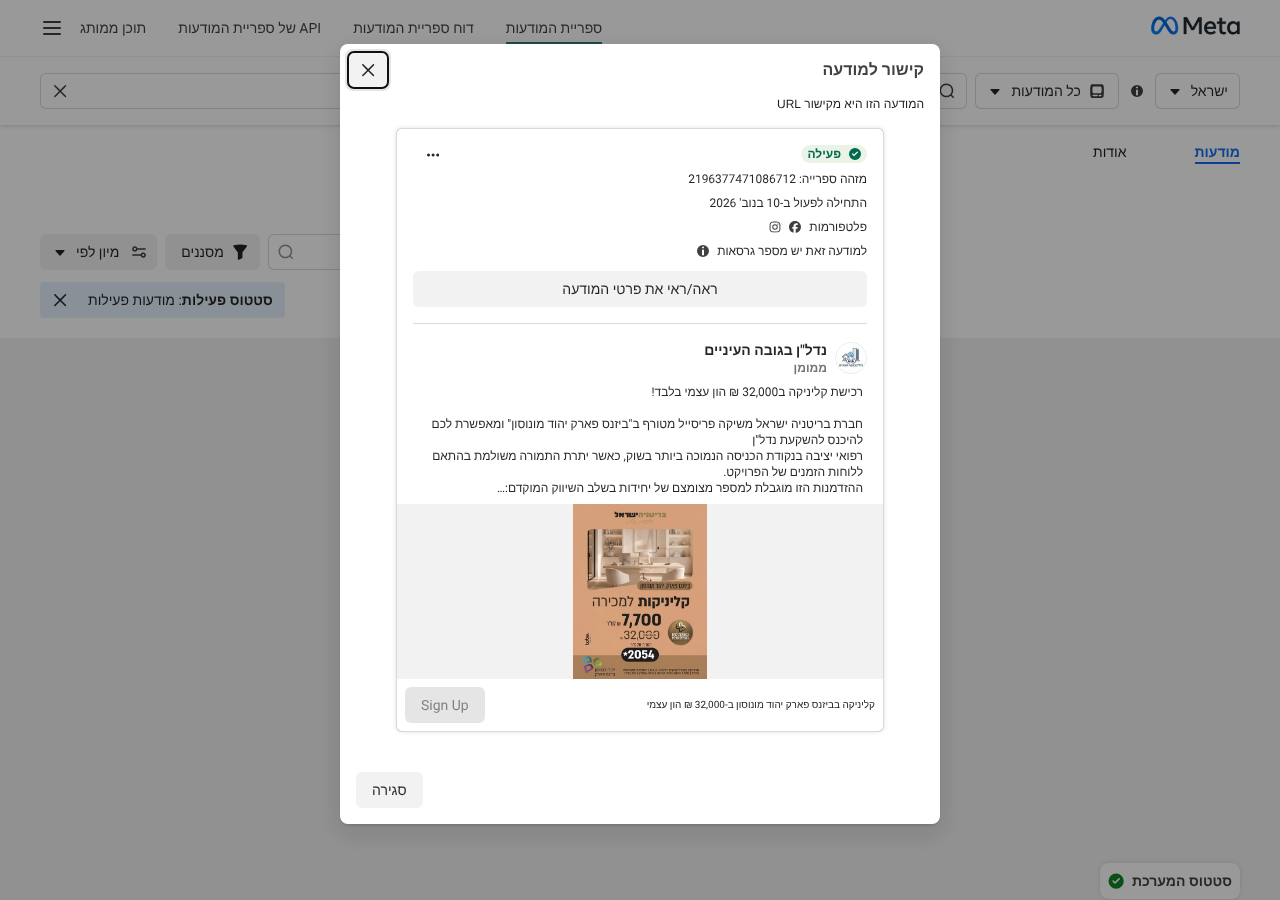 Meta
ספריית המודעות
דוח ספריית המודעות
API של ספריית המודעות
תוכן ממותג
ישראל
כל המודעות
מודעות
אודות
מסננים
מיון לפי
סטטוס פעילות: מודעות פעילות
קישור למודעה
המודעה הזו היא מקישור URL
פעילה
מזהה ספרייה: 2196377471086712
התחילה לפעול ב-10 בנוב' 2026
פלטפורמות
למודעה זאת יש מספר גרסאות
ראה/ראי את פרטי המודעה
נדל"ן בגובה העיניים
ממומן
רכישת קליניקה ב32,000 ₪ הון עצמי בלבד!
חברת בריטניה ישראל משיקה פריסייל מטורף ב"ביזנס פארק יהוד מונוסון" ומאפשרת לכם
להיכנס להשקעת נדל"ן
רפואי יציבה בנקודת הכניסה הנמוכה ביותר בשוק, כאשר יתרת התמורה משולמת בהתאם
ללוחות הזמנים של הפרויקט.
ההזדמנות הזו מוגבלת למספר מצומצם של יחידות בשלב השיווק המוקדם:...
בריטניהישראל
קליניקות למכירה
7,700
32,000
*2054
קליניקה בביזנס פארק יהוד מונוסון ב-32,000 ₪ הון עצמי
Sign Up
סגירה
סטטוס המערכת